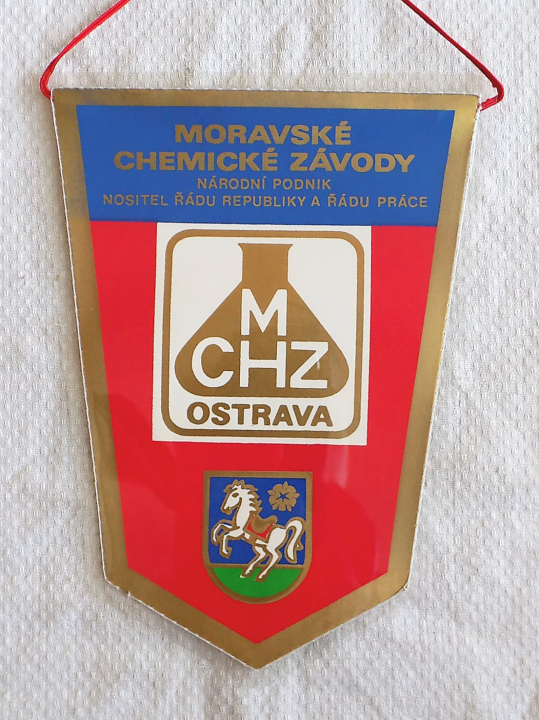 MORAVSKÉ
CHEMICKÉ ZÁVODY
NÁRODNÍ PODNIK
NOSITEL ŘÁDU REPUBLIKY A ŘÁDU PRÁCE
M
CHZ
OSTRAVA